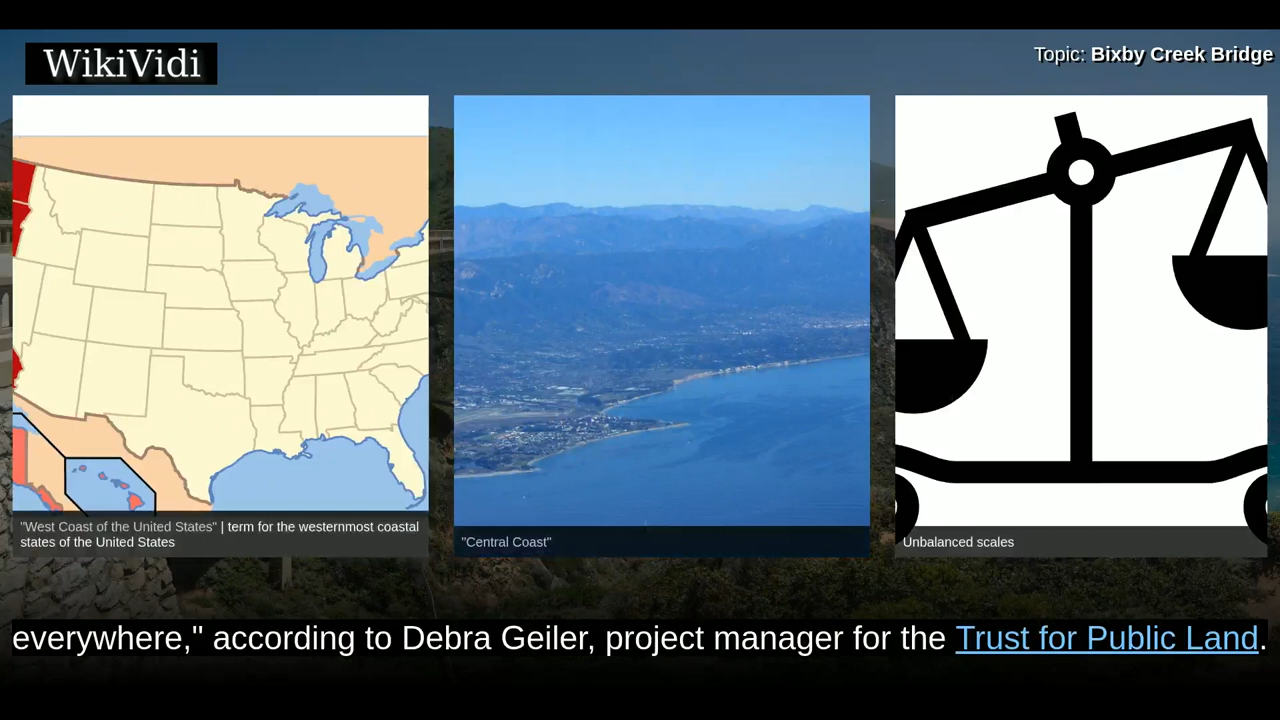 WikiVidi
Topic: Bixby Creek Bridge
"West Coast of the United States" | term for the westernmost coastal
states of the United States
"Central Coast"
Unbalanced scales
everywhere," according to Debra Geiler, project manager for the Trust for Public Land.